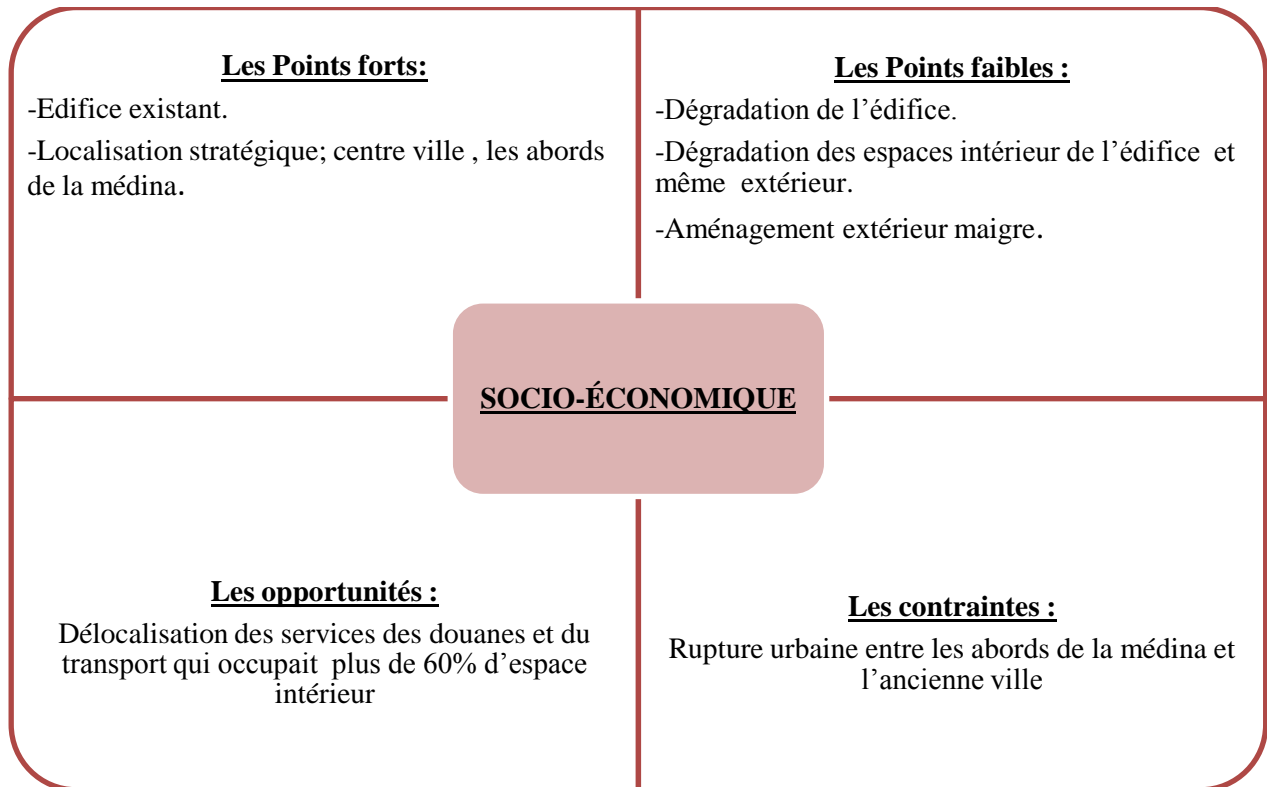 Les Points forts:
-Edifice existant.
-Localisation stratégique; centre ville , les abords
de la médina.
Les Points faibles :
-Dégradation de l'édifice.
-Dégradation des espaces intérieur de l'édifice et
même extérieur.
-Aménagement extérieur maigre.
SOCIO-ÉCONOMIQUE
Les opportunités :
Délocalisation des services des douanes et du
transport qui occupait plus de 60% d'espace
intérieur
Les contraintes :
Rupture urbaine entre les abords de la médina et
l'ancienne ville